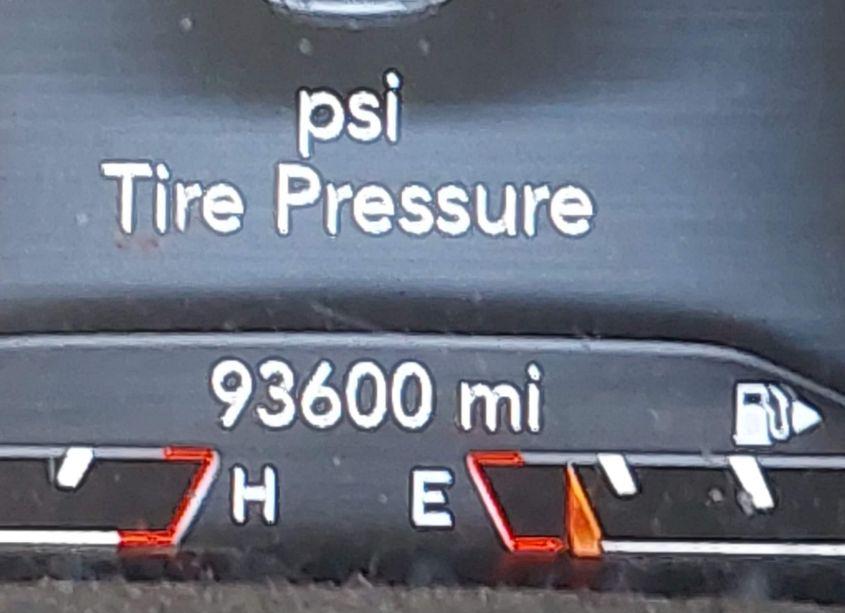 psi
Tire Pressure
93600 mi
H E